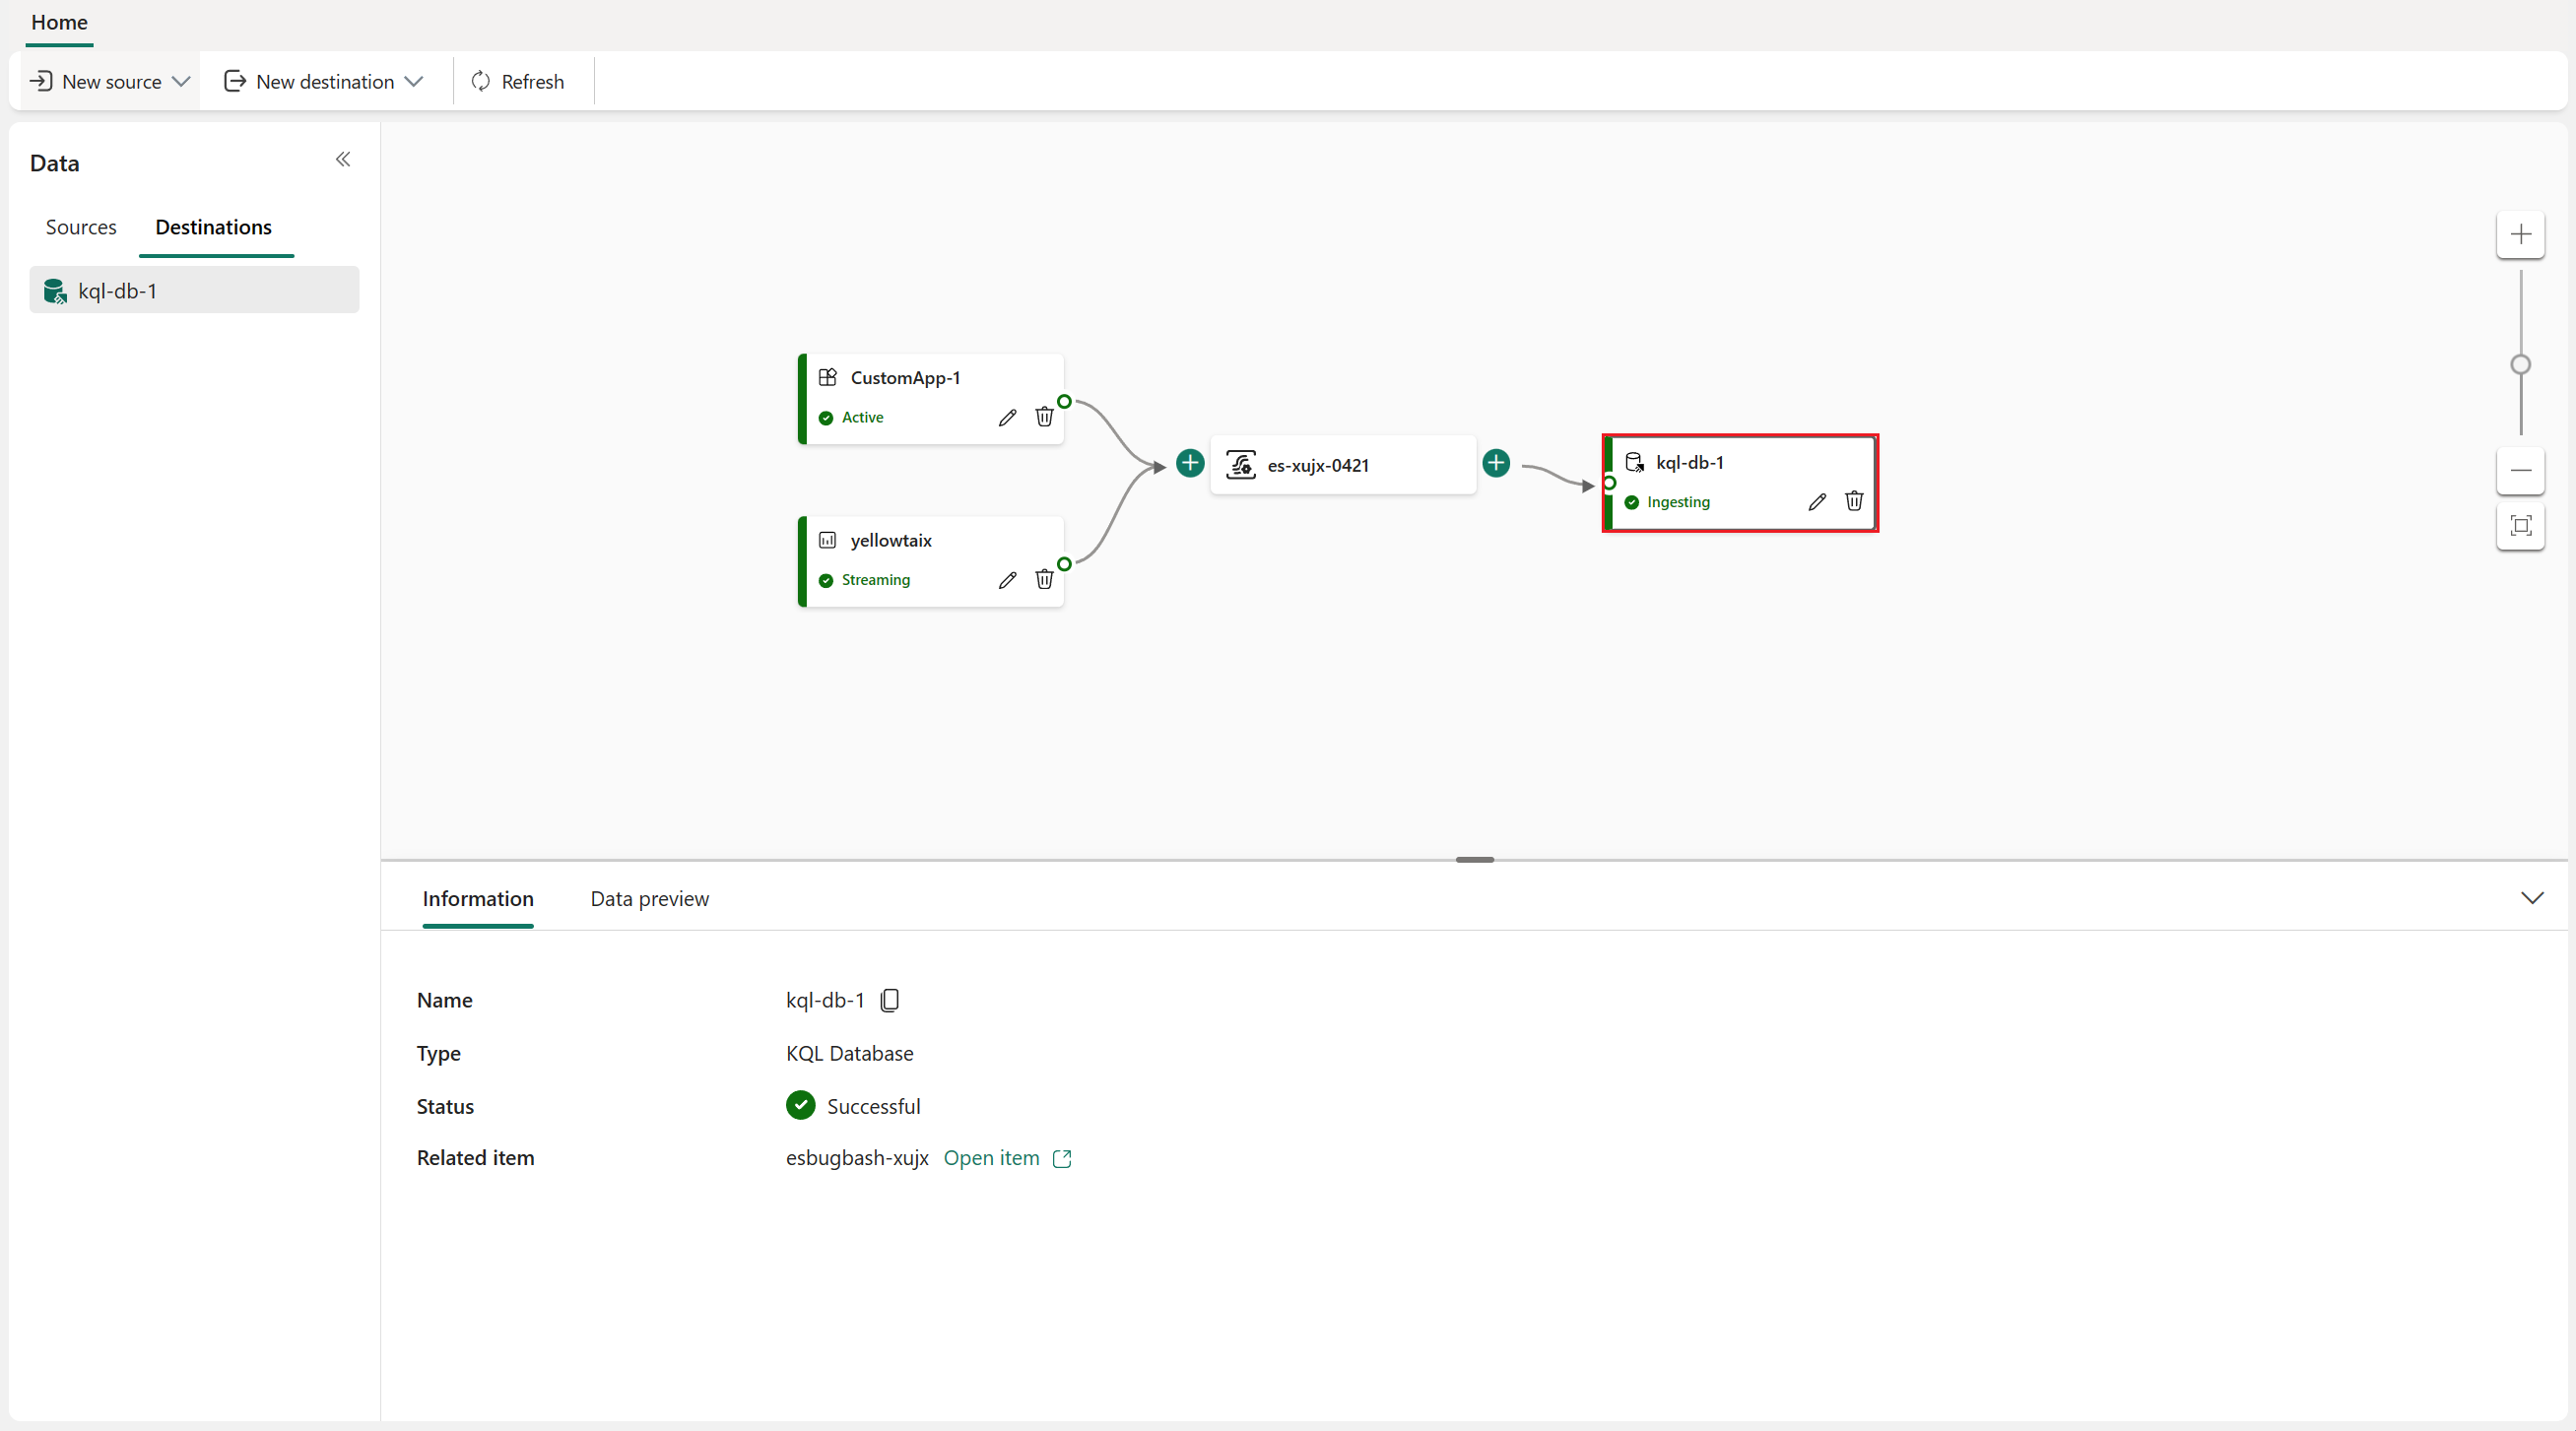 Home
New source
New destination
Refresh
Data
Sources
Destinations
kql-db-1
CustomApp-1
Active
yellowtaix
Streaming
es-xujx-0421
kql-db-1
Ingesting
Information
Data preview
Name
kql-db-1
Type
KQL Database
Status
Successful
Related item
esbugbash-xujx Open item